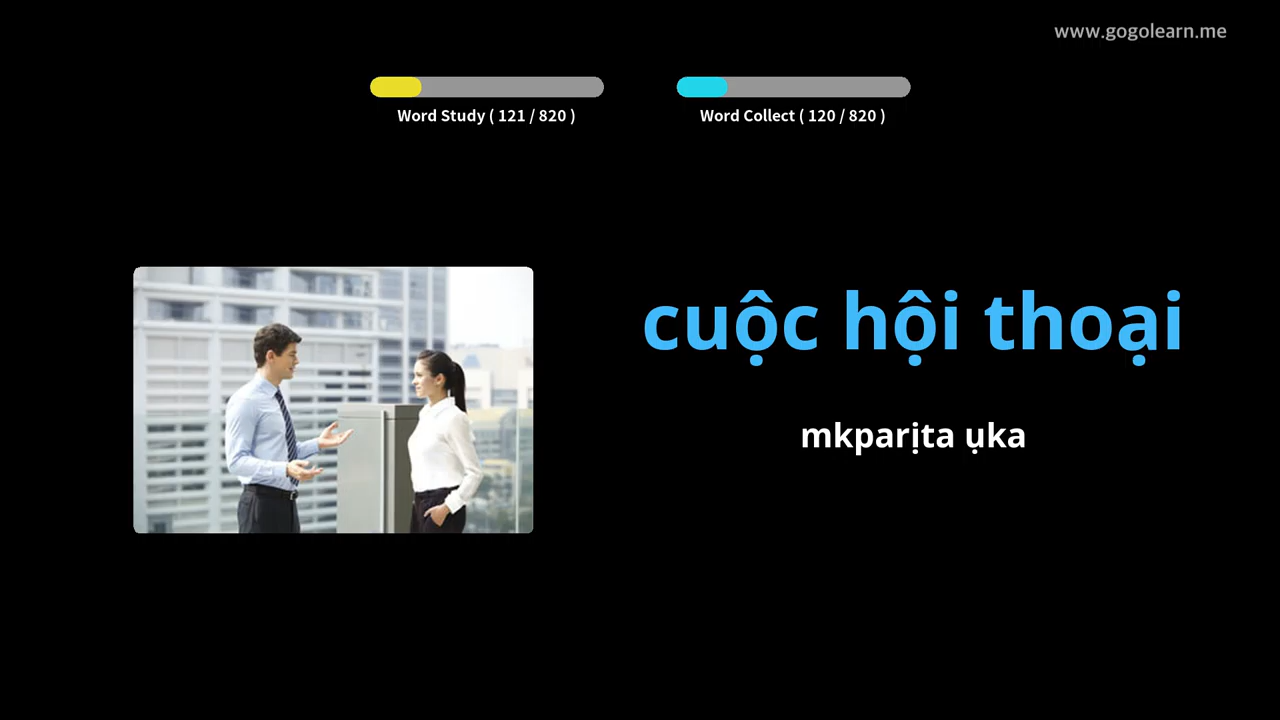 www.gogolearn.me
Word Study ( 121 / 820 )
Word Collect ( 120 / 820 )
cuộc hội thoại
mkparịta ụka